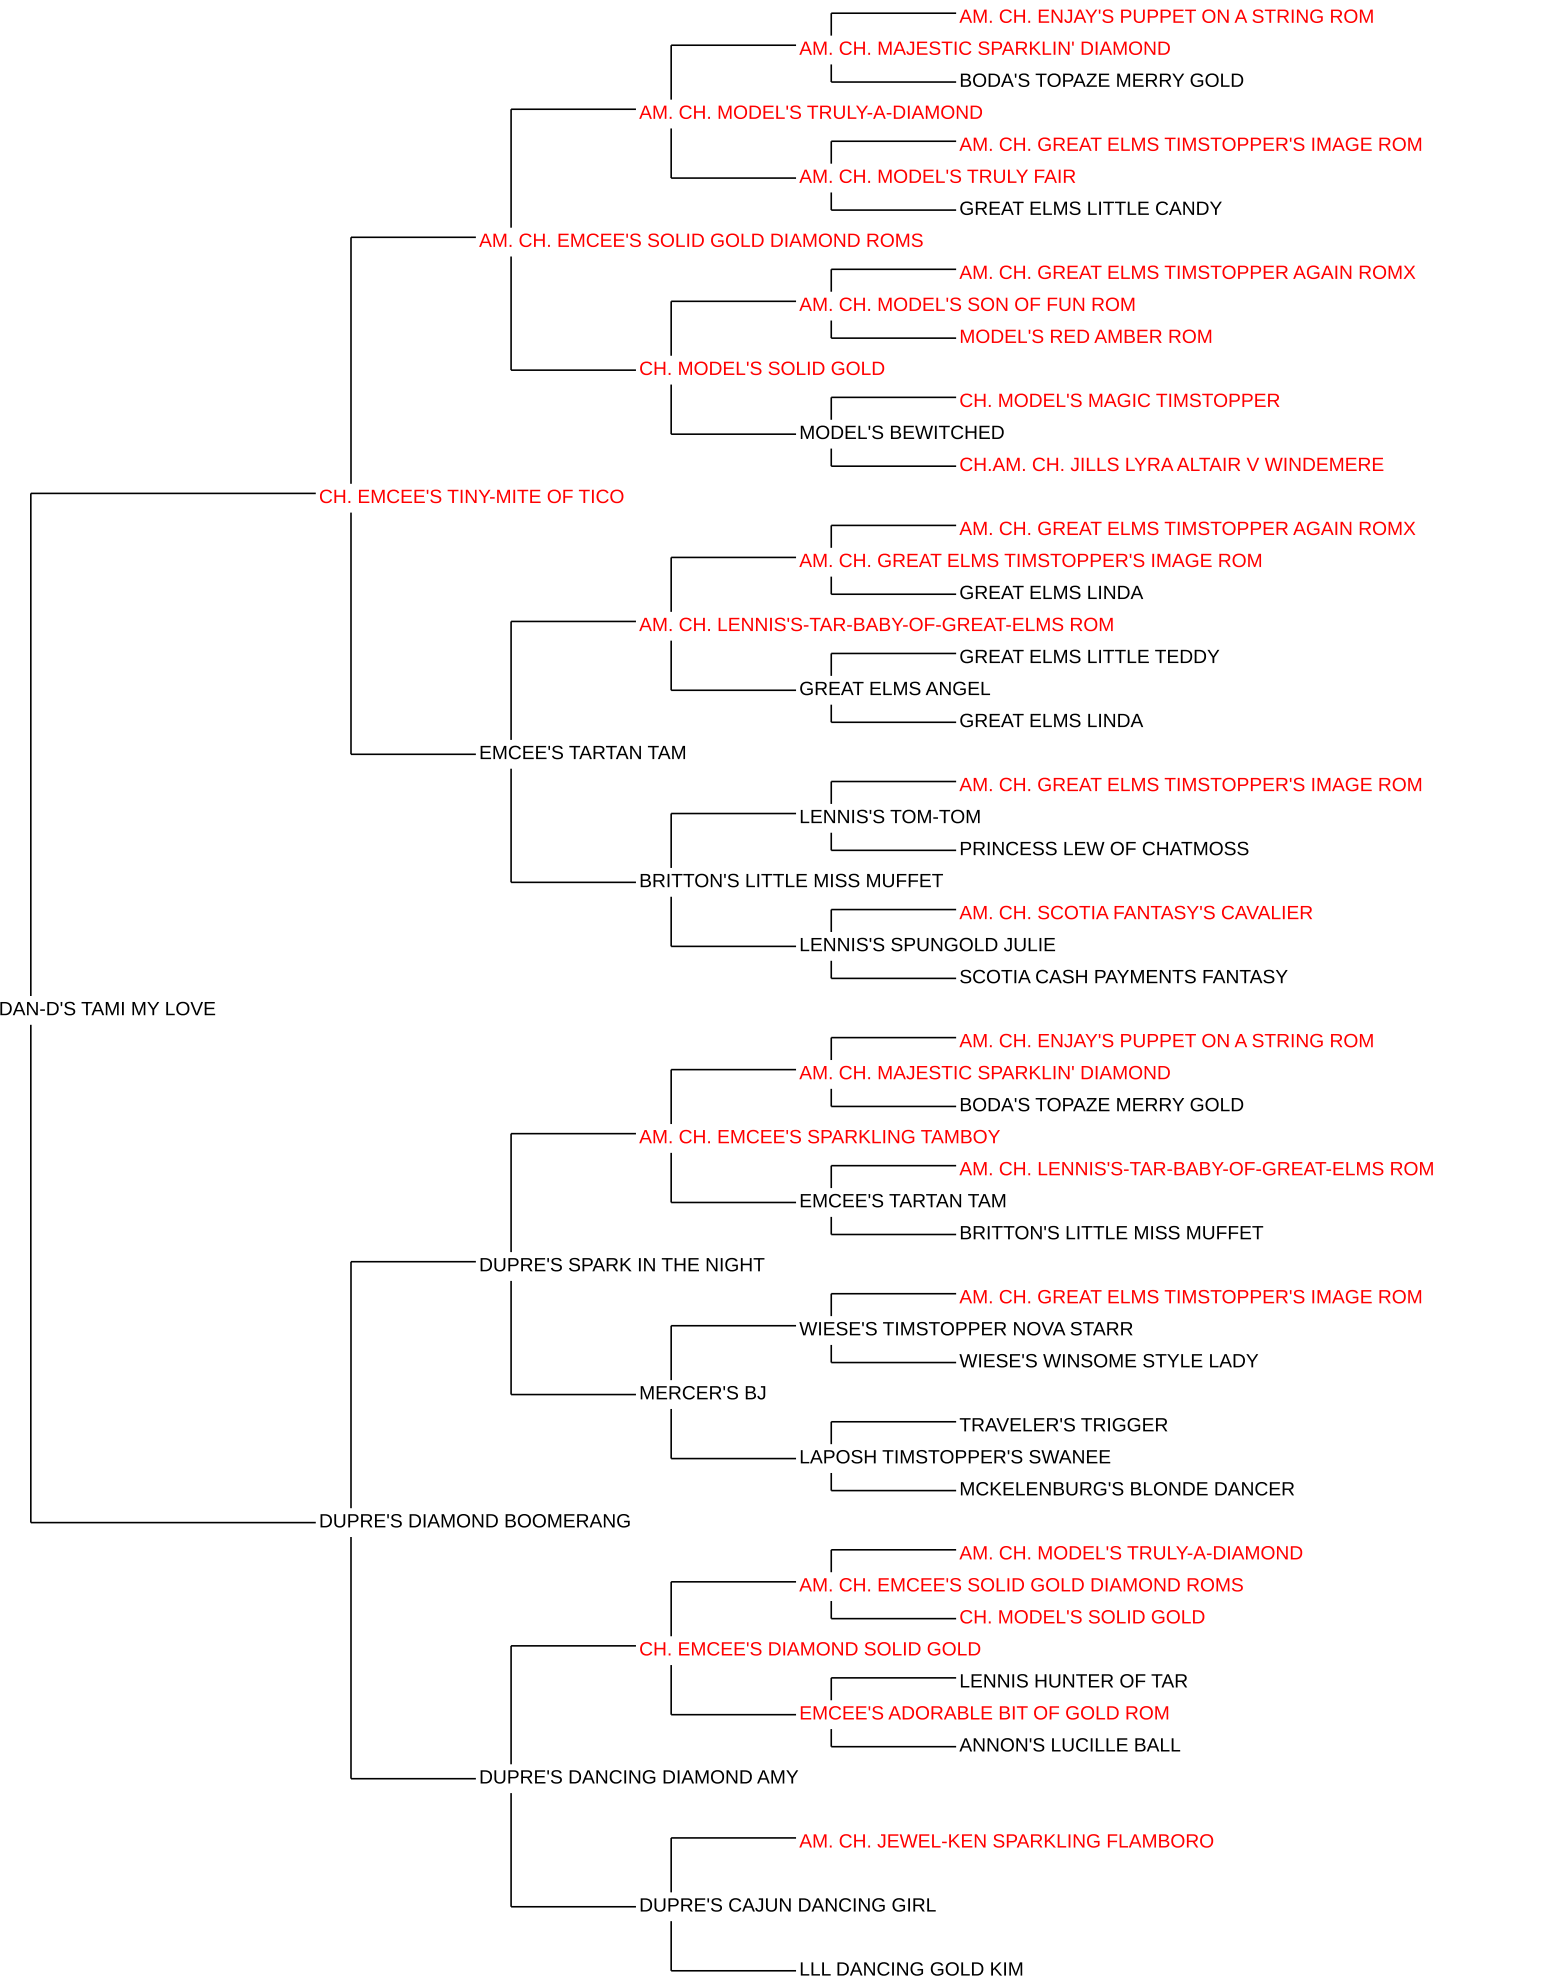 AM. CH. ENJAY'S PUPPET ON A STRING ROM
AM. CH. MAJESTIC SPARKLIN' DIAMOND
BODA'S TOPAZE MERRY GOLD
AM. CH. MODEL'S TRULY-A-DIAMOND
AM. CH. GREAT ELMS TIMSTOPPER'S IMAGE ROM
AM. CH. MODEL'S TRULY FAIR
GREAT ELMS LITTLE CANDY
AM. CH. EMCEE'S SOLID GOLD DIAMOND ROMS
AM. CH. GREAT ELMS TIMSTOPPER AGAIN ROMX
AM. CH. MODEL'S SON OF FUN ROM
MODEL'S RED AMBER ROM
CH. MODEL'S SOLID GOLD
CH. MODEL'S MAGIC TIMSTOPPER
MODEL'S BEWITCHED
CH.AM. CH. JILLS LYRA ALTAIR V WINDEMERE
CH. EMCEE'S TINY-MITE OF TICO
AM. CH. GREAT ELMS TIMSTOPPER AGAIN ROMX
AM. CH. GREAT ELMS TIMSTOPPER'S IMAGE ROM
GREAT ELMS LINDA
AM. CH. LENNIS'S-TAR-BABY-OF-GREAT-ELMS ROM
GREAT ELMS LITTLE TEDDY
GREAT ELMS ANGEL
GREAT ELMS LINDA
EMCEE'S TARTAN TAM
AM. CH. GREAT ELMS TIMSTOPPER'S IMAGE ROM
LENNIS'S TOM-TOM
PRINCESS LEW OF CHATMOSS
BRITTON'S LITTLE MISS MUFFET
AM. CH. SCOTIA FANTASY'S CAVALIER
LENNIS'S SPUNGOLD JULIE
SCOTIA CASH PAYMENTS FANTASY
DAN-D'S TAMI MY LOVE
AM. CH. ENJAY'S PUPPET ON A STRING ROM
AM. CH. MAJESTIC SPARKLIN' DIAMOND
BODA'S TOPAZE MERRY GOLD
AM. CH. EMCEE'S SPARKLING TAMBOY
AM. CH. LENNIS'S-TAR-BABY-OF-GREAT-ELMS ROM
EMCEE'S TARTAN TAM
BRITTON'S LITTLE MISS MUFFET
DUPRE'S SPARK IN THE NIGHT
AM. CH. GREAT ELMS TIMSTOPPER'S IMAGE ROM
WIESE'S TIMSTOPPER NOVA STARR
WIESE'S WINSOME STYLE LADY
MERCER'S BJ
TRAVELER'S TRIGGER
LAPOSH TIMSTOPPER'S SWANEE
MCKELENBURG'S BLONDE DANCER
DUPRE'S DIAMOND BOOMERANG
AM. CH. MODEL'S TRULY-A-DIAMOND
AM. CH. EMCEE'S SOLID GOLD DIAMOND ROMS
CH. MODEL'S SOLID GOLD
CH. EMCEE'S DIAMOND SOLID GOLD
LENNIS HUNTER OF TAR
EMCEE'S ADORABLE BIT OF GOLD ROM
ANNON'S LUCILLE BALL
DUPRE'S DANCING DIAMOND AMY
AM. CH. JEWEL-KEN SPARKLING FLAMBORO
DUPRE'S CAJUN DANCING GIRL
LLL DANCING GOLD KIM